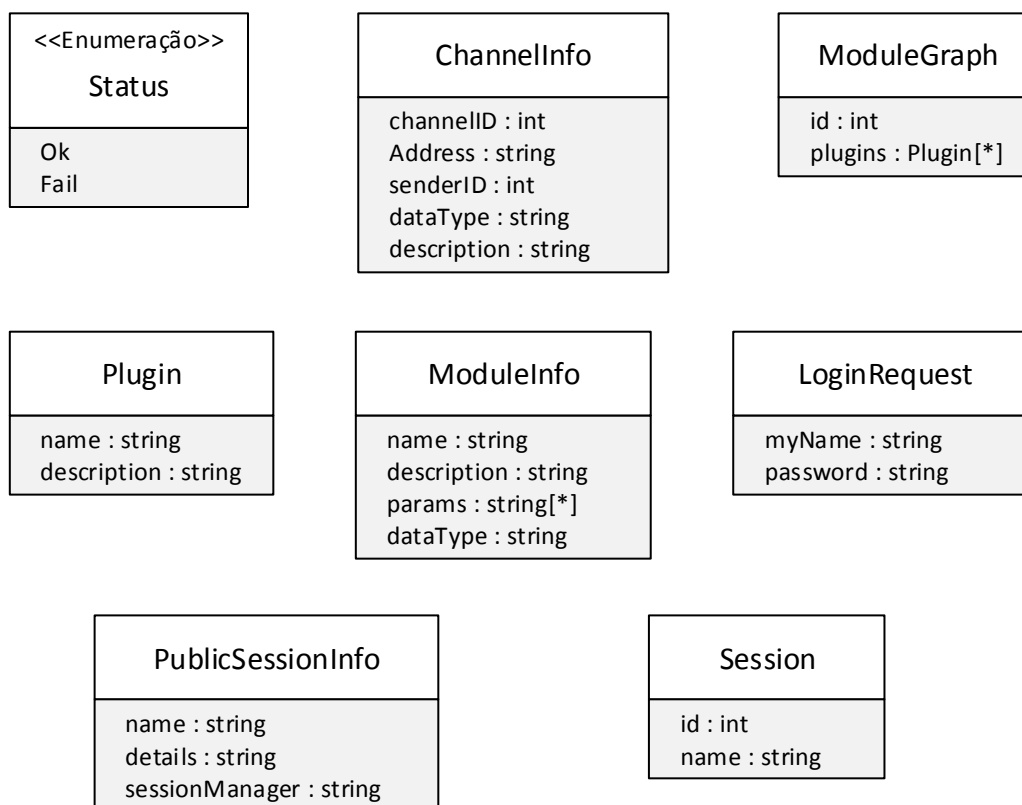 <<Enumeração>>
Status
Ok
Fail
ChannelInfo
channelID : int
Address : string
senderID : int
dataType : string
description : string
ModuleGraph
id : int
plugins : Plugin[*]
Plugin
name : string
description : string
ModuleInfo
name : string
description : string
params : string[*]
dataType : string
LoginRequest
myName : string
password : string
PublicSessionInfo
name : string
details : string
sessionManager : string
Session
id : int
name : string